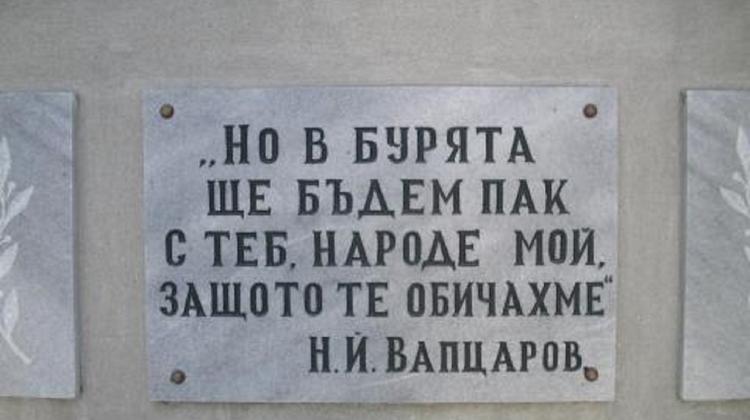 „НО В БУРЯТА
ЩЕ БЪДЕМ ПАК
С ТЕБ, НАРОДЕ МОЙ,
ЗАЩОТО ТЕ ОБИЧАХМЕ“
Н.Й. ВАПЦАРОВ